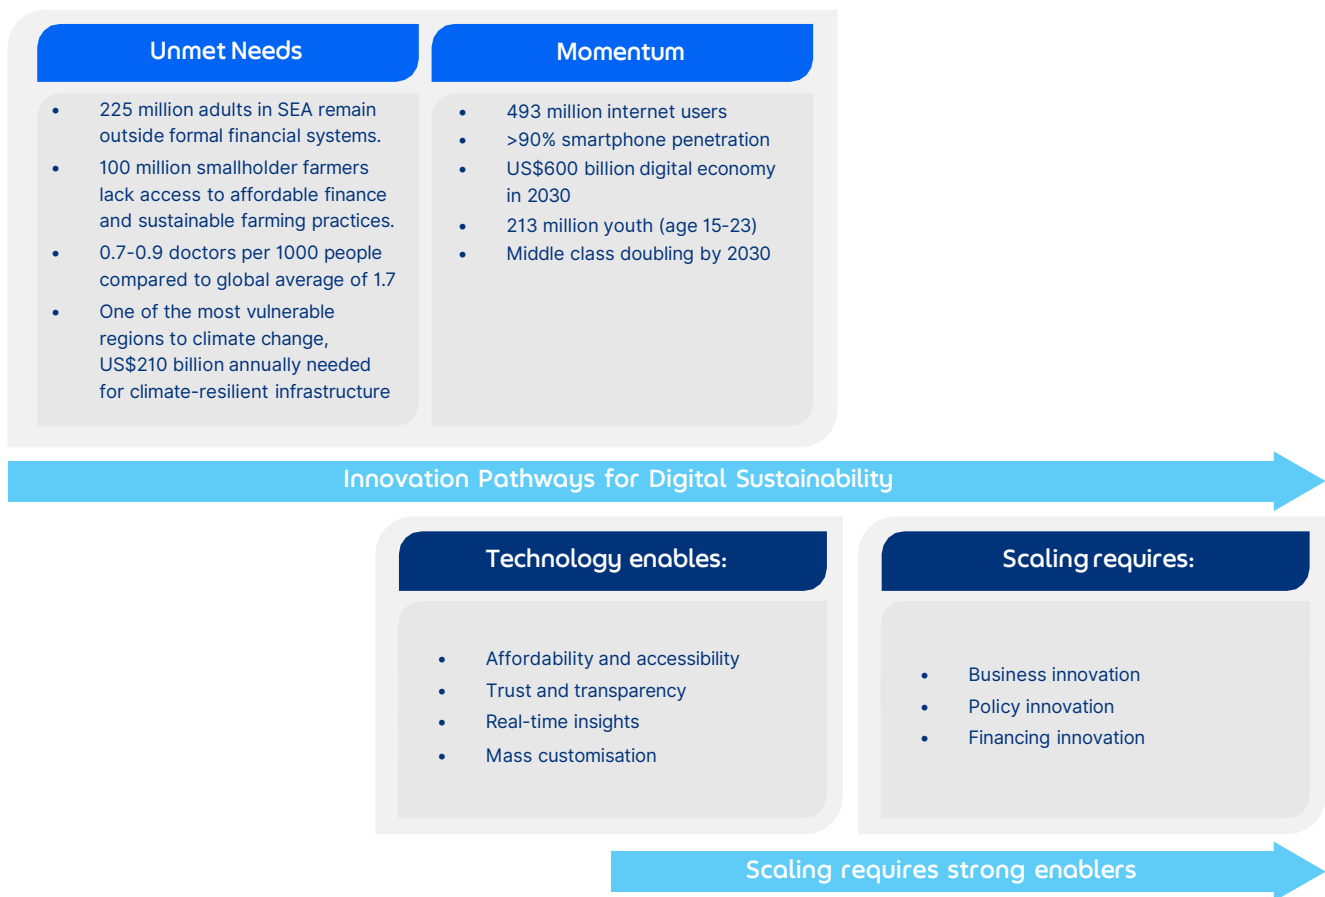 Unmet Needs
• 225 million adults in SEA remain
outside formal financial systems.
• 100 million smallholder farmers
lack access to affordable finance
and sustainable farming practices.
• 0.7-0.9 doctors per 1000 people
compared to global average of 1.7
• One of the most vulnerable
regions to climate change,
US$210 billion annually needed
for climate-resilient infrastructure
Momentum
• 493 million internet users
• >90% smartphone penetration
• US$600 billion digital economy
in 2030
• 213 million youth (age 15-23)
• Middle class doubling by 2030
Innovation Pathways for Digital Sustainability
Technology enables:
• Affordability and accessibility
• Trust and transparency
• Real-time insights
• Mass customisation
Scaling requires:
• Business innovation
• Policy innovation
• Financing innovation
Scaling requires strong enablers